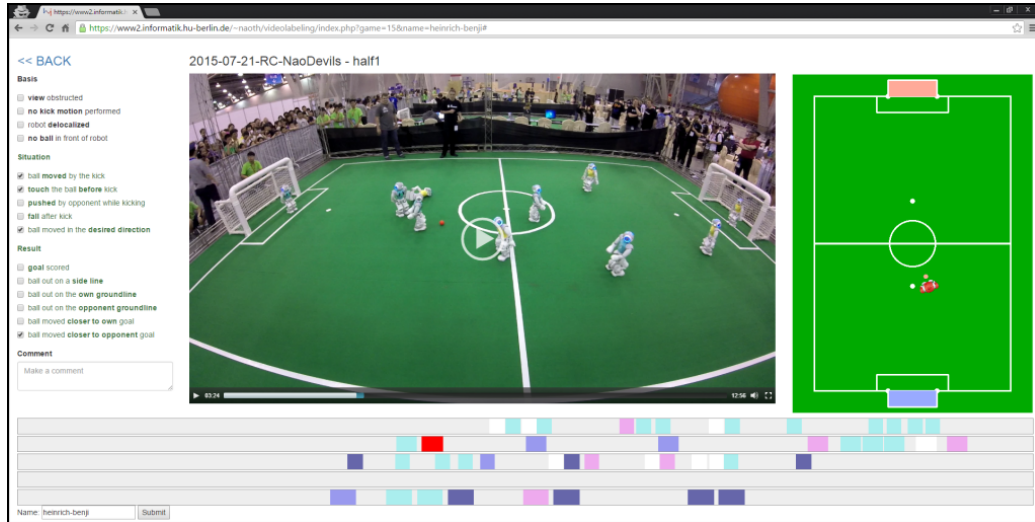 https://www2.informatik.
https://www2.informatik.hu-berlin.de/~naoth/videolabeling/index.php?game=15&name=heinrich-benji#
<< BACK
2015-07-21-RC-NaoDevils - half1
Basis
view obstructed
no kick motion performed
robot delocalized
no ball in front of robot
Situation
ball moved by the kick
touch the ball before kick
pushed by opponent while kicking
fall after kick
ball moved in the desired direction
Result
goal scored
ball out on a side line
ball out on the own groundline
ball out on the opponent groundline
ball moved closer to own goal
ball moved closer to opponent goal
Comment
Make a comment
03:24
12:56
Name: heinrich-benji Submit